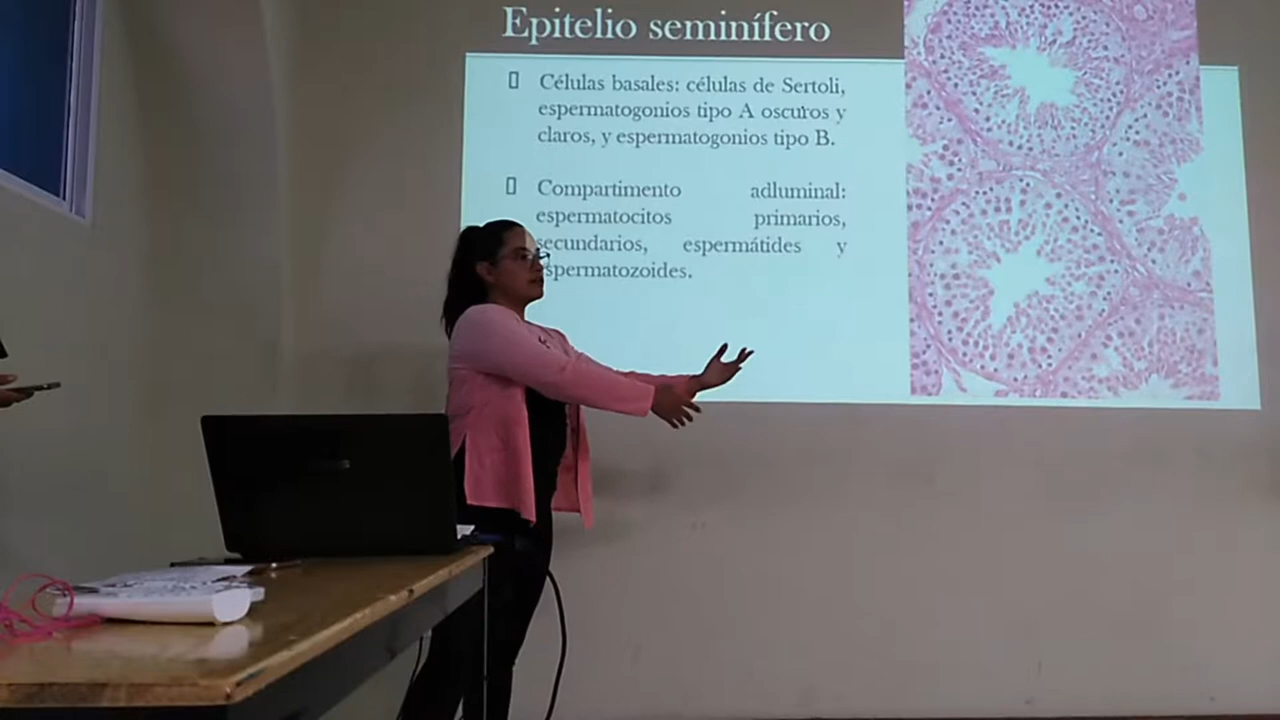 Epitelio seminífero
Células basales: células de Sertoli,
espermatogonios tipo A oscuros y
claros, y espermatogonios tipo B.
Compartimento adluminal:
espermatocitos primarios,
secundarios, espermátides y
spermatozoides.